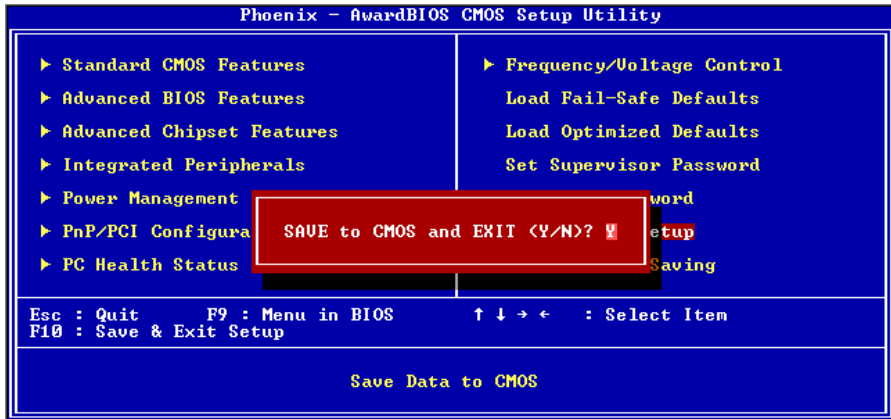 Phoenix - AwardBIOS CMOS Setup Utility
▶ Standard CMOS Features
▶ Advanced BIOS Features
▶ Advanced Chipset Features
▶ Integrated Peripherals
▶ Power Management
▶ PnP/PCI Configura
▶ PC Health Status
▶ Frequency/Voltage Control
Load Fail-Safe Defaults
Load Optimized Defaults
Set Supervisor Password
word
etup
Saving
SAVE to CMOS and EXIT (Y/N)? Y
Esc : Quit F9 : Menu in BIOS ↑ ↓ → ← : Select Item
F10 : Save & Exit Setup
Save Data to CMOS